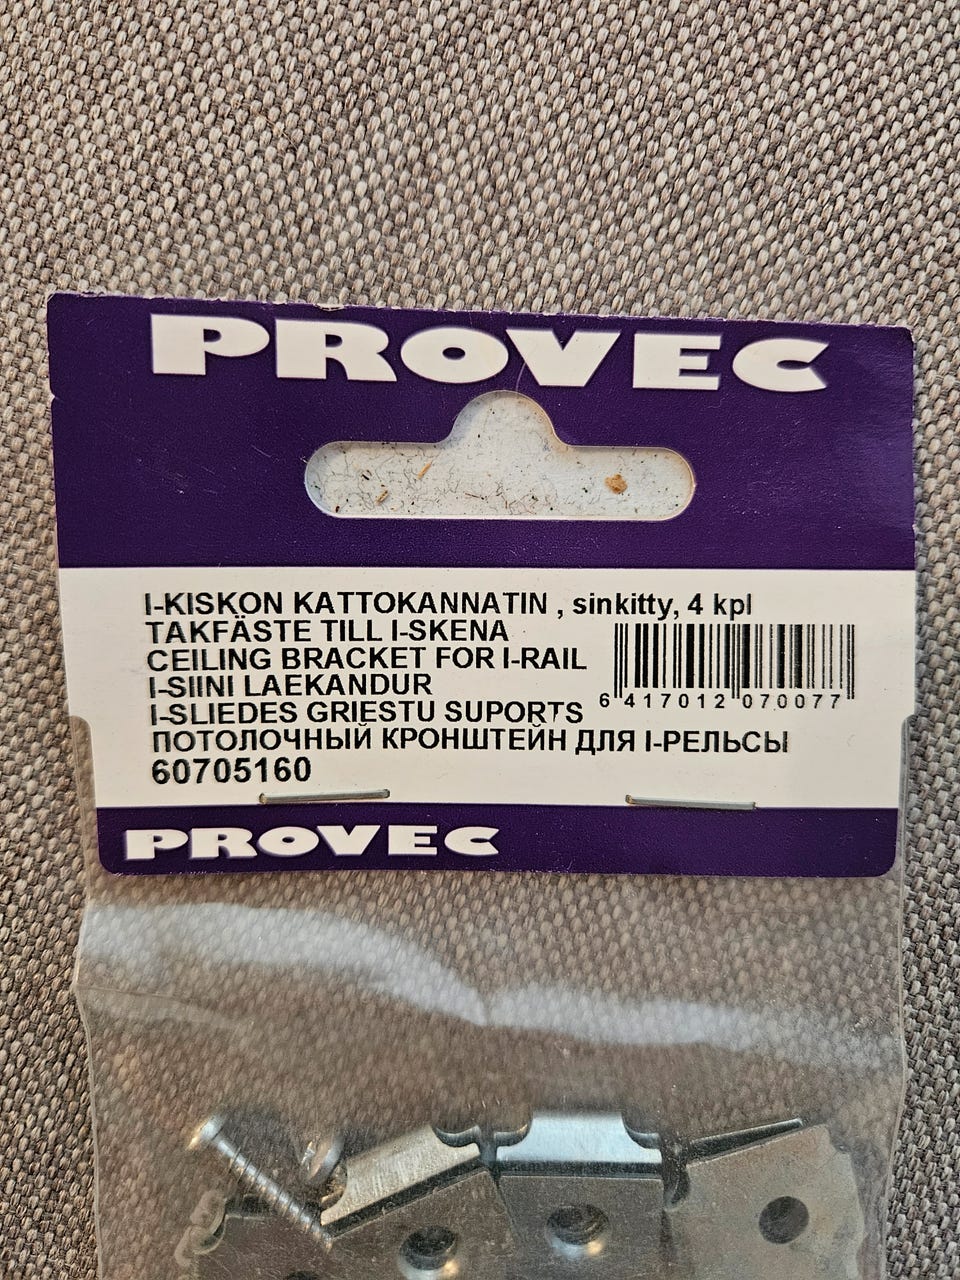 PROVEC
I-KISKON KATTOKANNATIN , sinkitty, 4 kpl
TAKFÄSTE TILL I-SKENA
CEILING BRACKET FOR I-RAIL
I-SIINI LAEKANDUR
I-SLIEDES GRIESTU SUPORTS
6 417012 070077
ПОТОЛОЧНЫЙ КРОНШТЕЙН ДЛЯ I-РЕЛЬСЫ
60705160
PROVEC